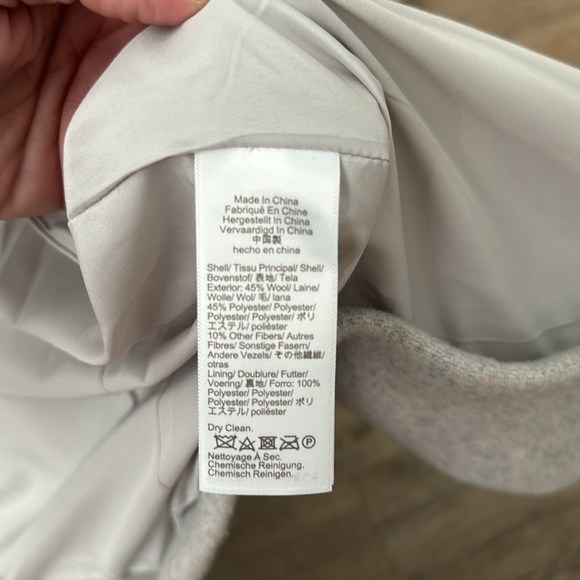 Made In China
Fabriqué En Chine
Hergestellt In China
Vervaardigd In China
中国製
hecho en china
Shell/ Tissu Principal/ Shell/
Bovenstof/ 表地/ Tela
Exterior: 45% Wool/ Laine/
Wolle/ Wol/ 毛/ lana
45% Polyester/ Polyester/
Polyester/ Polyester/ ポリ
エステル/ poliéster
10% Other Fibers/ Autres
Fibres/ Sonstige Fasern/
Andere Vezels/ その他繊維/
otras
Lining/ Doublure/ Futter/
Voering/ 裏地/ Forro: 100%
Polyester/ Polyester/
Polyester/ Polyester/ ポリ
エステル/ poliéster
Dry Clean.
P
Nettoyage À Sec.
Chemische Reinigung.
Chemisch Reinigen.